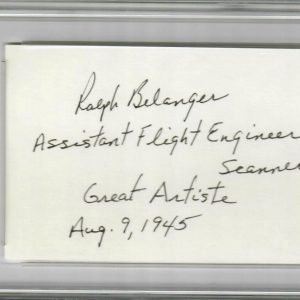 Ralph Belanger
Assistant Flight Engineer
Scanner
Great Artiste
Aug. 9, 1945